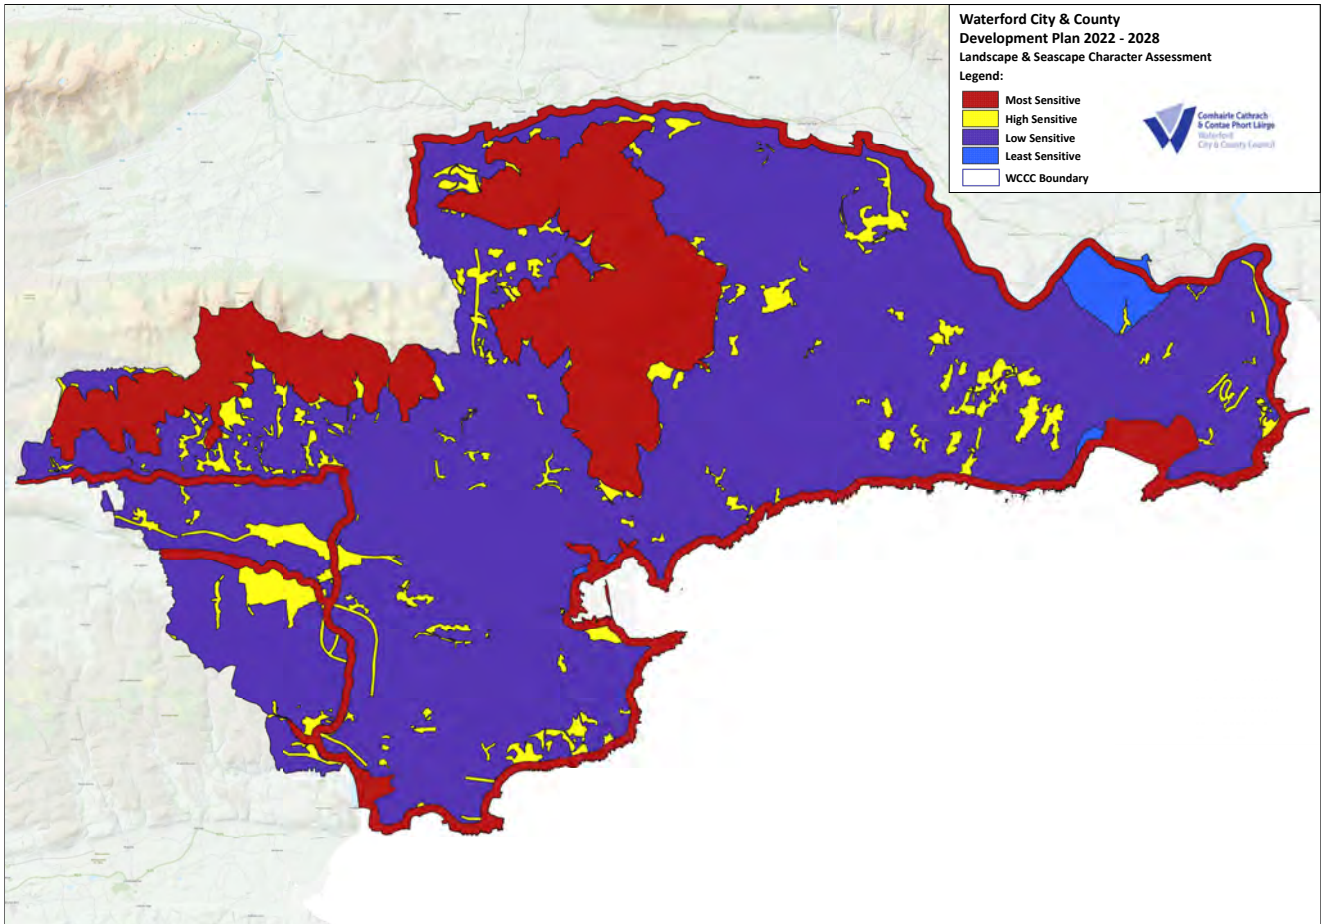 Waterford City & County
Development Plan 2022 - 2028
Landscape & Seascape Character Assessment
Legend:
Most Sensitive
High Sensitive
Low Sensitive
Least Sensitive
WCCC Boundary
Comhairle Cathrach
& Contae Phort Láirge
Waterford
City & County Council